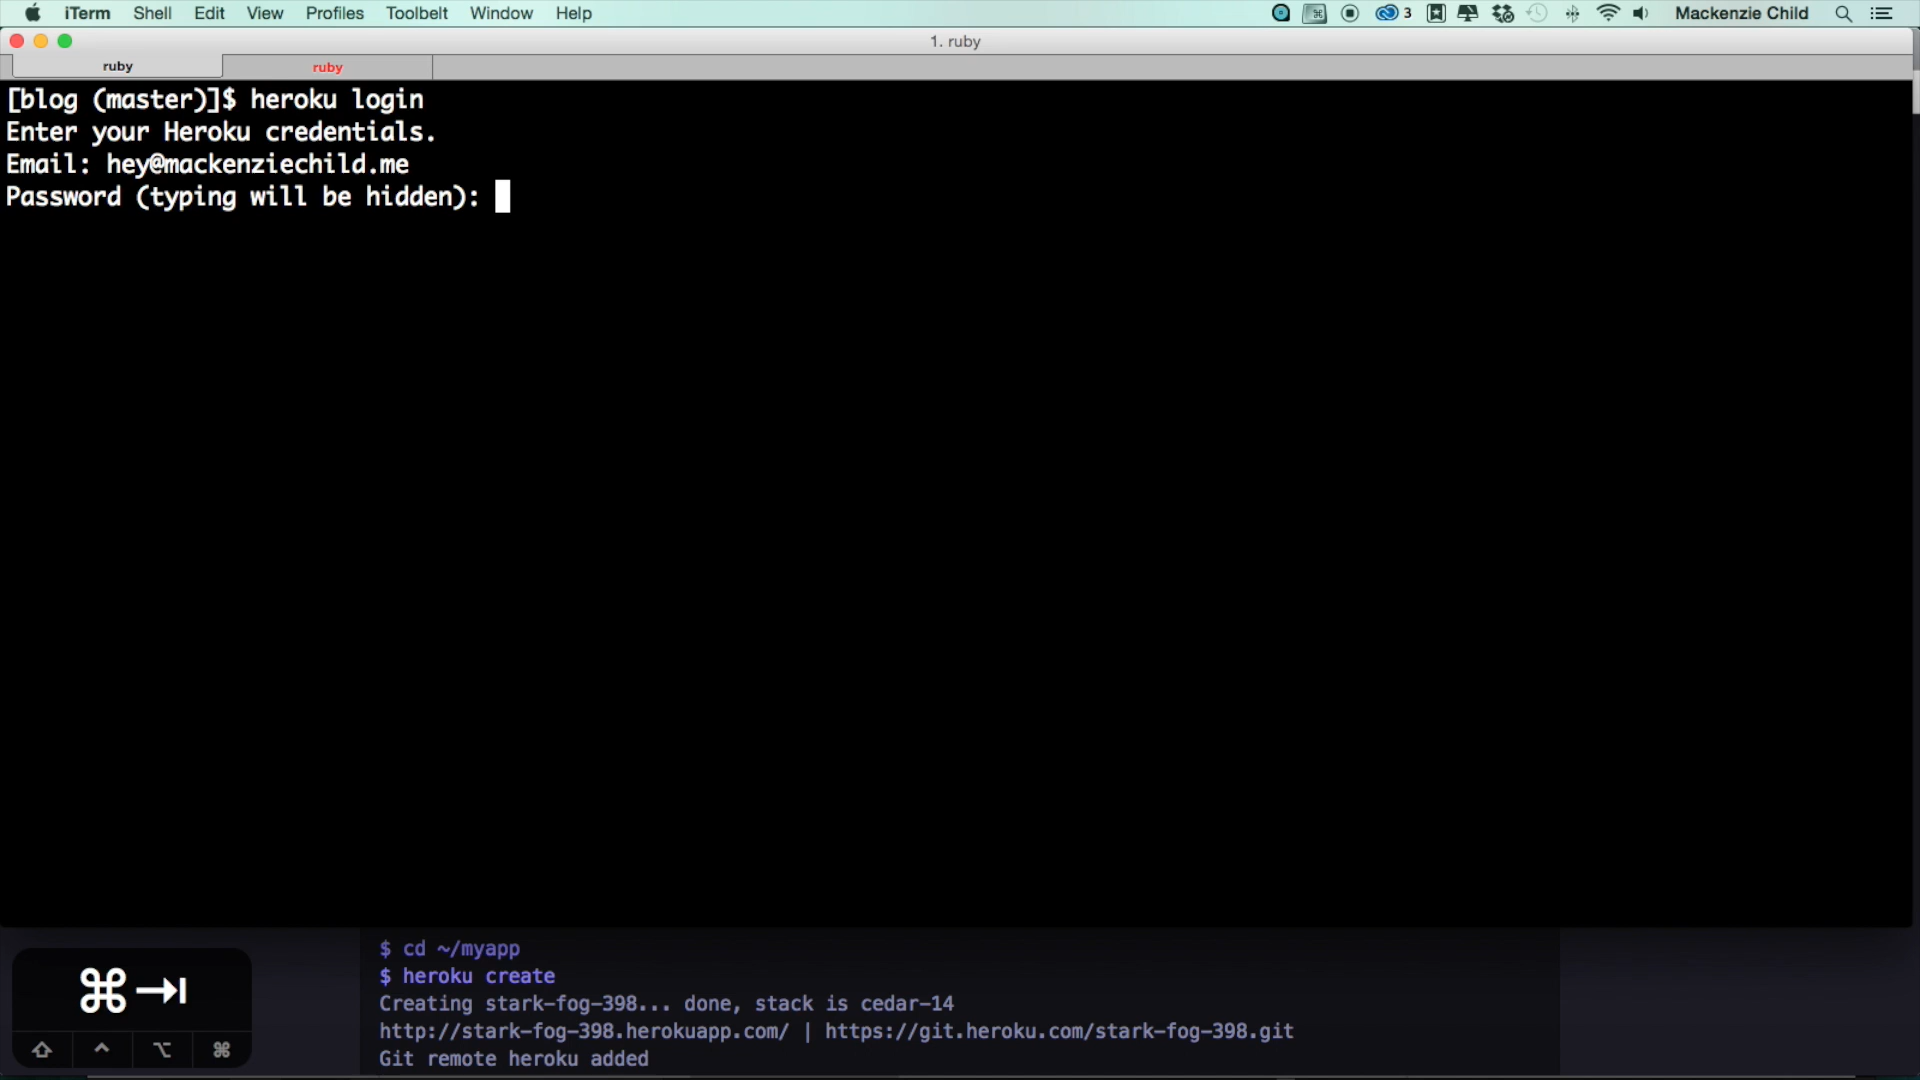 iTerm Shell Edit View Profiles Toolbelt Window Help 3 Mackenzie Child
1. ruby
ruby ruby
[blog (master)]$ heroku login
Enter your Heroku credentials.
Email: hey@mackenziechild.me
Password (typing will be hidden):
$ cd ~/myapp
$ heroku create
Creating stark-fog-398... done, stack is cedar-14
http://stark-fog-398.herokuapp.com/ | https://git.heroku.com/stark-fog-398.git
Git remote heroku added